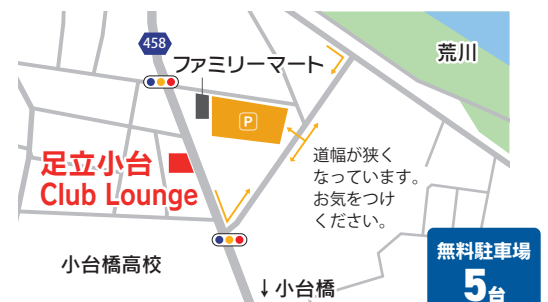 458
ファミリーマート
荒川
P
道幅が狭く
なっています。
お気をつけ
ください。
足立小台
Club Lounge
小台橋高校
↓小台橋
無料駐車場
5台